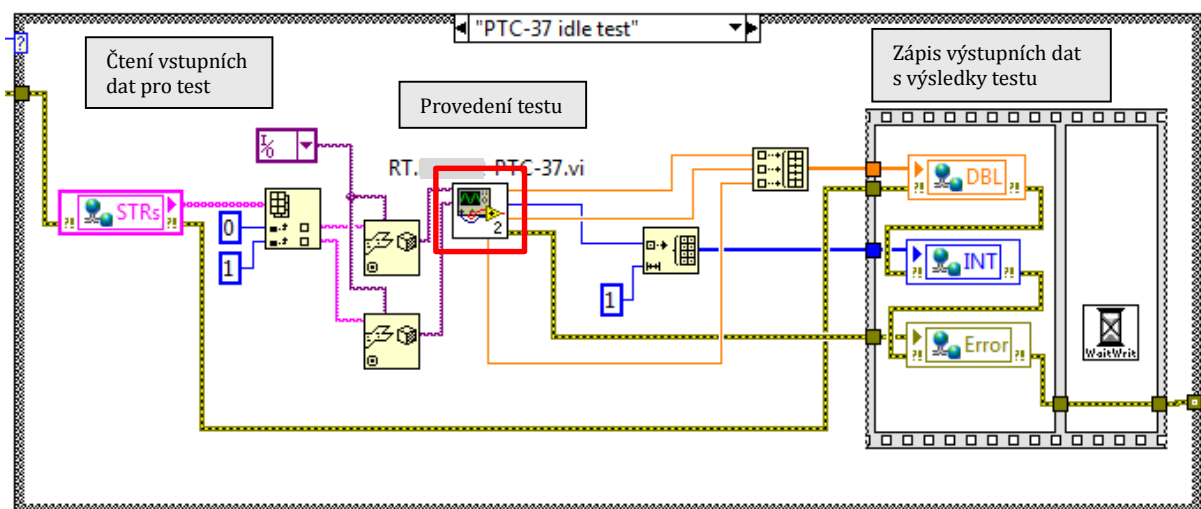 "PTC-37 idle test"
Čtení vstupních
dat pro test
Provedení testu
Zápis výstupních dat
s výsledky testu
I/O
RT. PTC-37.vi
STRs
0
1
2
1
DBL
INT
Error
WaitWrit